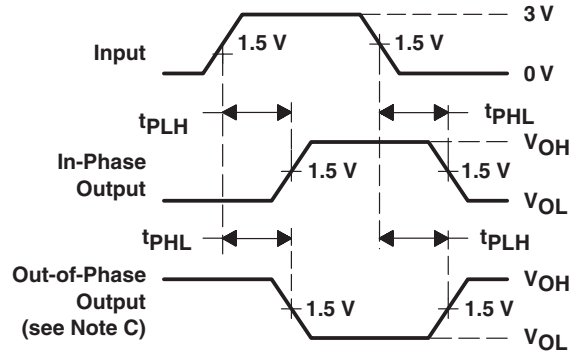 3 V
Input
1.5 V
1.5 V
0 V
tPLH
tPHL
VOH
In-Phase
Output
1.5 V
1.5 V
VOL
tPHL
tPLH
Out-of-Phase
Output
(see Note C)
VOH
1.5 V
1.5 V
VOL